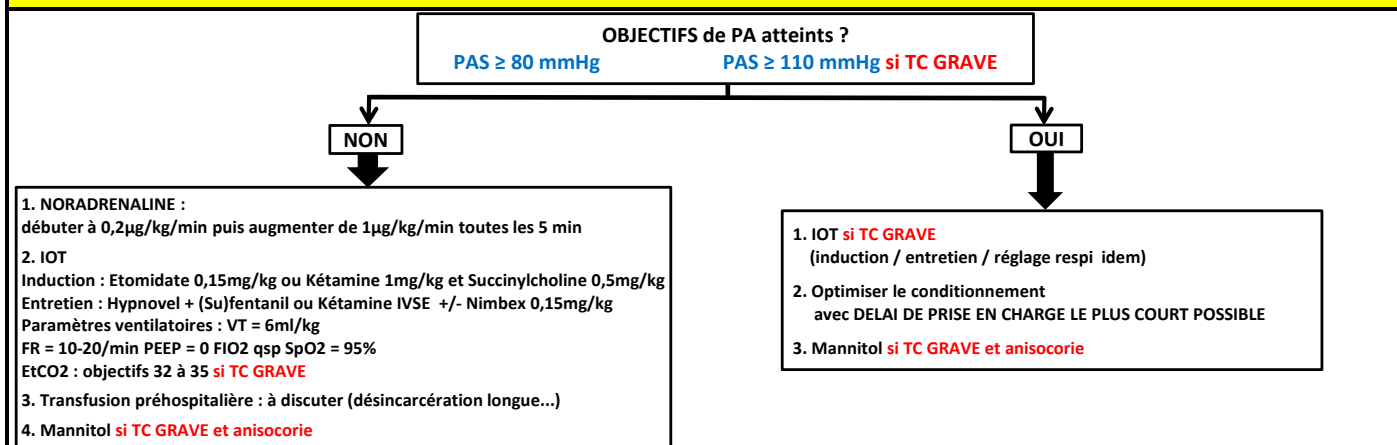 OBJECTIFS de PA atteints ?
PAS ≥ 80 mmHg PAS ≥ 110 mmHg si TC GRAVE
NON
OUI
1. NORADRENALINE :
débuter à 0,2µg/kg/min puis augmenter de 1µg/kg/min toutes les 5 min
2. IOT
Induction : Etomidate 0,15mg/kg ou Kétamine 1mg/kg et Succinylcholine 0,5mg/kg
Entretien : Hypnovel + (Su)fentanil ou Kétamine IVSE +/- Nimbex 0,15mg/kg
Paramètres ventilatoires : VT = 6ml/kg
FR = 10-20/min PEEP = 0 FIO2 qsp SpO2 = 95%
EtCO2 : objectifs 32 à 35 si TC GRAVE
3. Transfusion préhospitalière : à discuter (désincarcération longue...)
4. Mannitol si TC GRAVE et anisocorie
1. IOT si TC GRAVE
(induction / entretien / réglage respi idem)
2. Optimiser le conditionnement
avec DELAI DE PRISE EN CHARGE LE PLUS COURT POSSIBLE
3. Mannitol si TC GRAVE et anisocorie